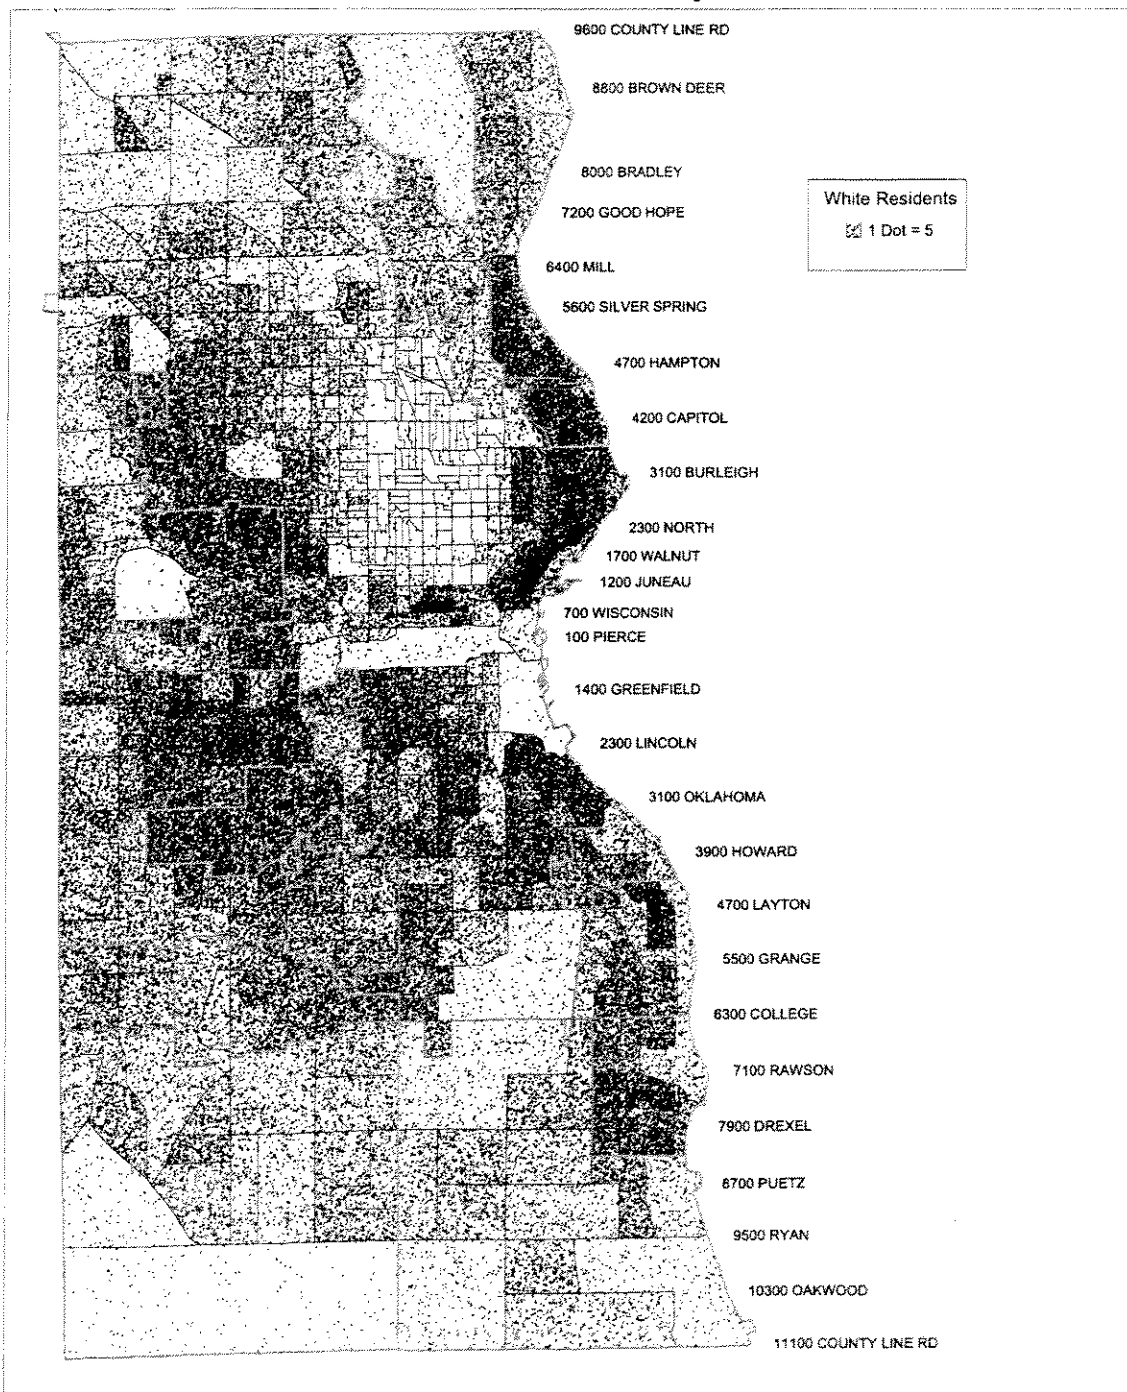 9600 COUNTY LINE RD
8800 BROWN DEER
8000 BRADLEY
7200 GOOD HOPE
White Residents
1 Dot = 5
6400 MILL
5600 SILVER SPRING
4700 HAMPTON
4200 CAPITOL
3100 BURLEIGH
2300 NORTH
1700 WALNUT
1200 JUNEAU
700 WISCONSIN
100 PIERCE
1400 GREENFIELD
2300 LINCOLN
3100 OKLAHOMA
3900 HOWARD
4700 LAYTON
5500 GRANGE
6300 COLLEGE
7100 RAWSON
7900 DREXEL
8700 PUETZ
9500 RYAN
10300 OAKWOOD
11100 COUNTY LINE RD